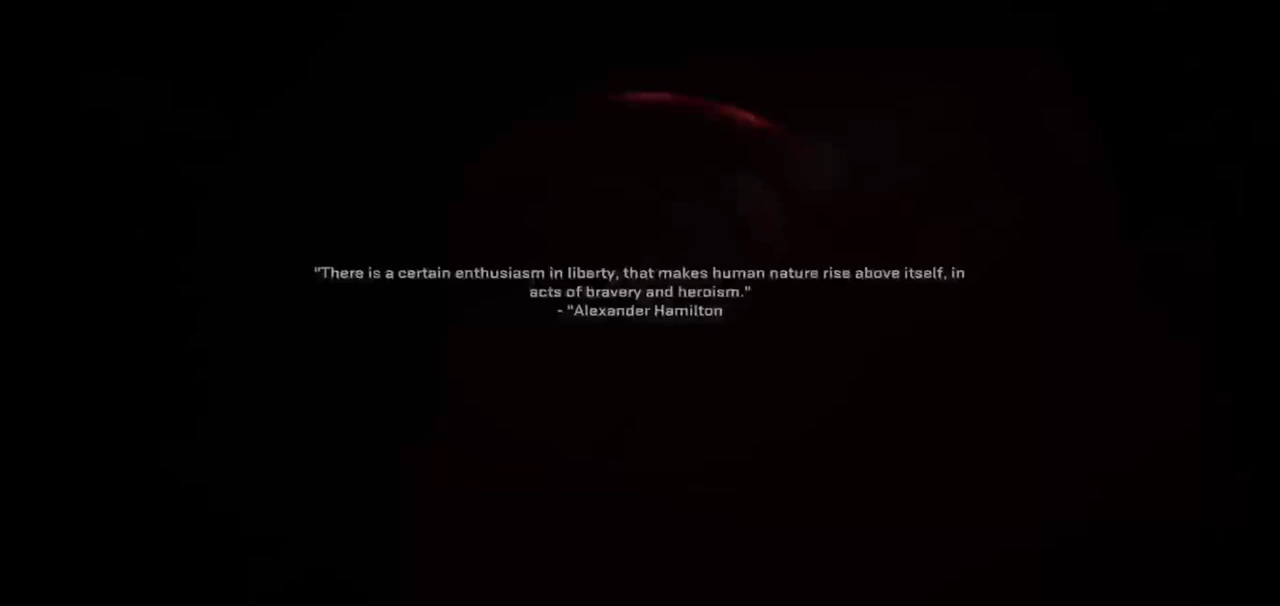 "There is a certain enthusiasm in liberty, that makes human nature rise above itself, in
acts of bravery and heroism."
- "Alexander Hamilton